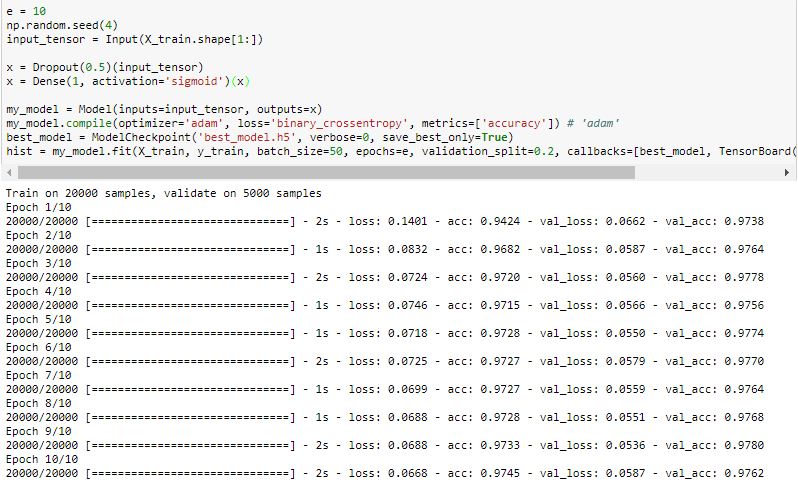 e = 10
np.random.seed(4)
input_tensor = Input(X_train.shape[1:])
x = Dropout(0.5)(input_tensor)
x = Dense(1, activation='sigmoid')(x)
my_model = Model(inputs=input_tensor, outputs=x)
my_model.compile(optimizer='adam', loss='binary_crossentropy', metrics=['accuracy']) # 'adam'
best_model = ModelCheckpoint('best_model.h5', verbose=0, save_best_only=True)
hist = my_model.fit(X_train, y_train, batch_size=50, epochs=e, validation_split=0.2, callbacks=[best_model, TensorBoard(
Train on 20000 samples, validate on 5000 samples
Epoch 1/10
20000/20000 [==============================] - 2s - loss: 0.1401 - acc: 0.9424 - val_loss: 0.0662 - val_acc: 0.9738
Epoch 2/10
20000/20000 [==============================] - 1s - loss: 0.0832 - acc: 0.9682 - val_loss: 0.0587 - val_acc: 0.9764
Epoch 3/10
20000/20000 [==============================] - 2s - loss: 0.0724 - acc: 0.9720 - val_loss: 0.0560 - val_acc: 0.9778
Epoch 4/10
20000/20000 [==============================] - 1s - loss: 0.0746 - acc: 0.9715 - val_loss: 0.0566 - val_acc: 0.9756
Epoch 5/10
20000/20000 [==============================] - 1s - loss: 0.0718 - acc: 0.9728 - val_loss: 0.0550 - val_acc: 0.9774
Epoch 6/10
20000/20000 [==============================] - 2s - loss: 0.0725 - acc: 0.9727 - val_loss: 0.0579 - val_acc: 0.9770
Epoch 7/10
20000/20000 [==============================] - 1s - loss: 0.0699 - acc: 0.9727 - val_loss: 0.0559 - val_acc: 0.9764
Epoch 8/10
20000/20000 [==============================] - 1s - loss: 0.0688 - acc: 0.9728 - val_loss: 0.0551 - val_acc: 0.9768
Epoch 9/10
20000/20000 [==============================] - 2s - loss: 0.0688 - acc: 0.9733 - val_loss: 0.0536 - val_acc: 0.9780
Epoch 10/10
20000/20000 [==============================] - 2s - loss: 0.0668 - acc: 0.9745 - val_loss: 0.0587 - val_acc: 0.9762